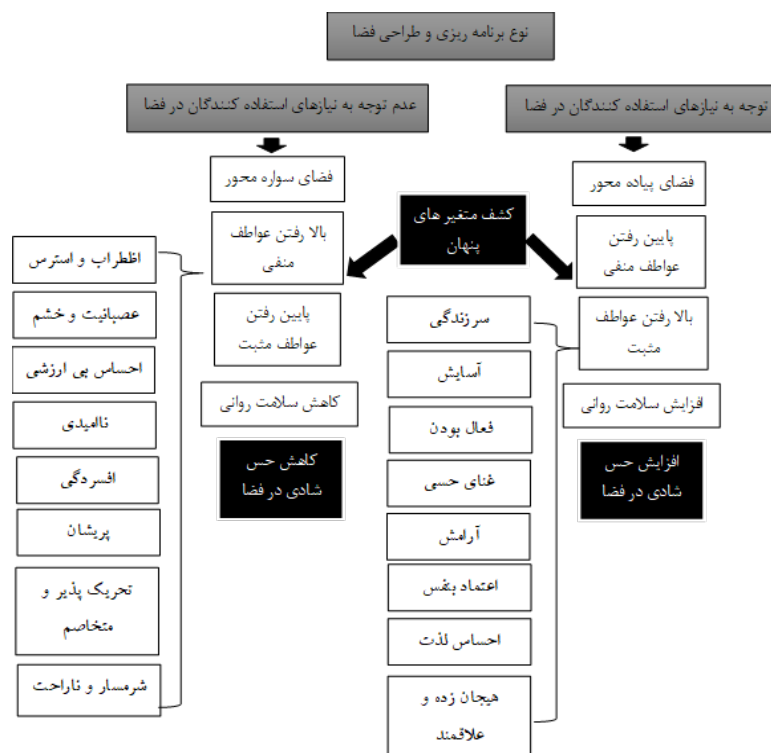 نوع برنامه ریزی و طراحی فضا
توجه به نیازهای استفاده کنندگان در فضا
عدم توجه به نیازهای استفاده کنندگان در فضا
فضای پیاده محور
پایین رفتن
عواطف منفی
بالا رفتن عواطف
مثبت
افزایش سلامت روانی
افزایش حس
شادی در فضا
کشف متغیر های
پنهان
سرزندگی
آسایش
فعال بودن
غنای حسی
آرامش
اعتماد بنفس
احساس لذت
هیجان زده و
علاقمند
فضای سواره محور
بالا رفتن عواطف
منفی
پایین رفتن
عواطف مثبت
کاهش سلامت روانی
کاهش حس
شادی در فضا
اظطراب و استرس
عصبانیت و خشم
احساس بی ارزشی
ناامیدی
افسردگی
پریشان
تحریک پذیر و
متخاصم
شرمسار و ناراحت